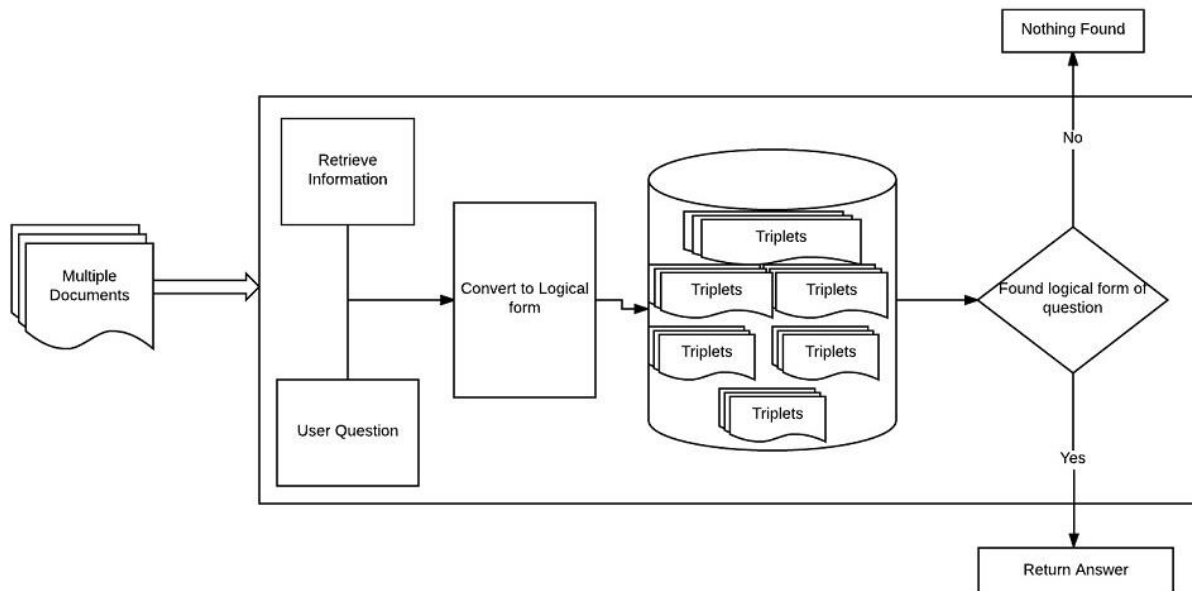 Nothing Found
No
Retrieve
Information
Multiple
Documents
Convert to Logical
form
User Question
Triplets
Triplets
Triplets
Triplets
Triplets
Triplets
Found logical form of
question
Yes
Return Answer